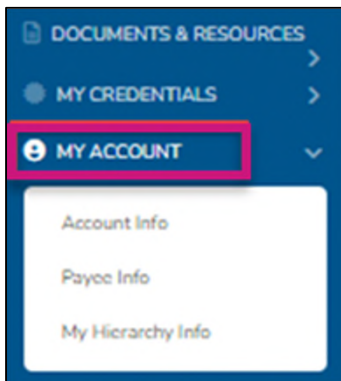 DOCUMENTS & RESOURCES
MY CREDENTIALS
MY ACCOUNT
Account Info
Payee Info
My Hierarchy Info